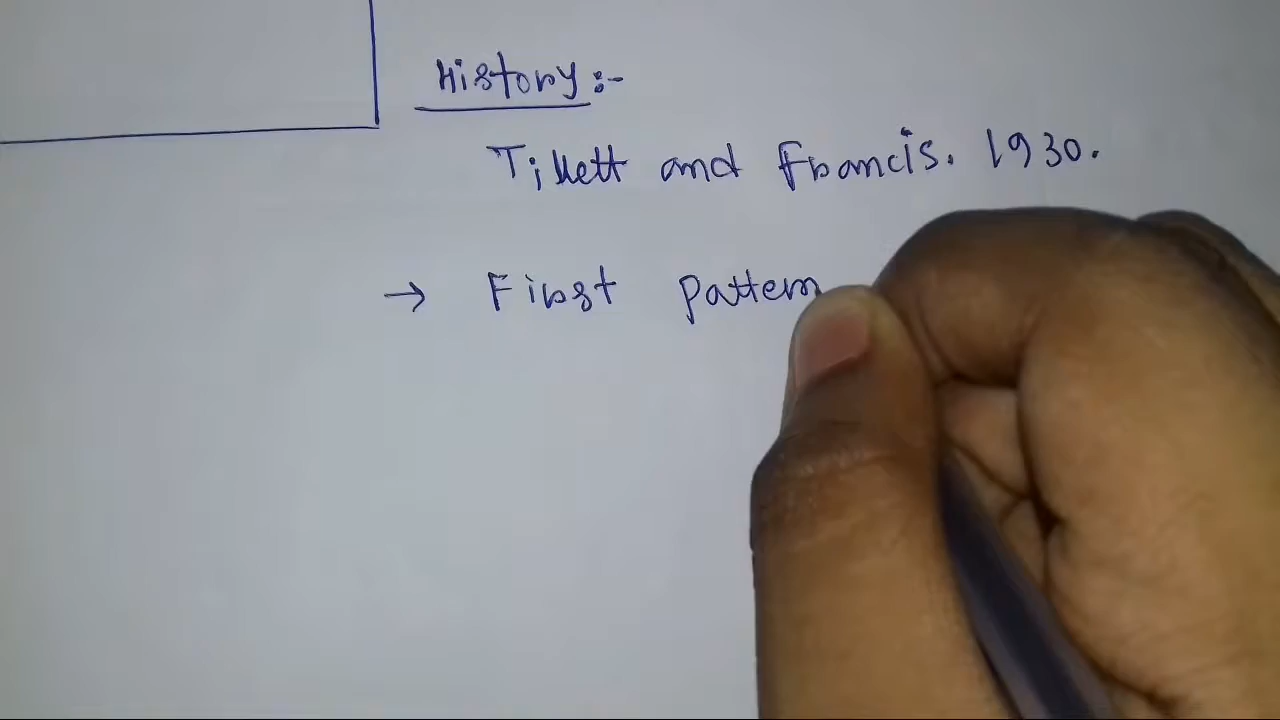 History:-
Tillett and Francis. 1930.
→ First Pattern